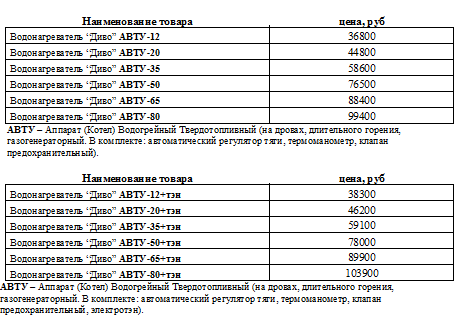 Наименование товара цена, руб
Водонагреватель “Диво” АВТУ-12 36800
Водонагреватель “Диво” АВТУ-20 44800
Водонагреватель “Диво” АВТУ-35 58600
Водонагреватель “Диво” АВТУ-50 76500
Водонагреватель “Диво” АВТУ-65 88400
Водонагреватель “Диво” АВТУ-80 99400
АВТУ – Аппарат (Котел) Водогрейный Твердотопливный (на дровах, длительного горения,
газогенераторный. В комплекте: автоматический регулятор тяги, термоманометр, клапан
предохранительный).
Наименование товара цена, руб
Водонагреватель “Диво” АВТУ-12+тэн 38300
Водонагреватель “Диво” АВТУ-20+тэн 46200
Водонагреватель “Диво” АВТУ-35+тэн 59100
Водонагреватель “Диво” АВТУ-50+тэн 78000
Водонагреватель “Диво” АВТУ-65+тэн 89900
Водонагреватель “Диво” АВТУ-80+тэн 103900
АВТУ – Аппарат (Котел) Водогрейный Твердотопливный (на дровах, длительного горения,
газогенераторный. В комплекте: автоматический регулятор тяги, термоманометр, клапан
предохранительный, электротэн).